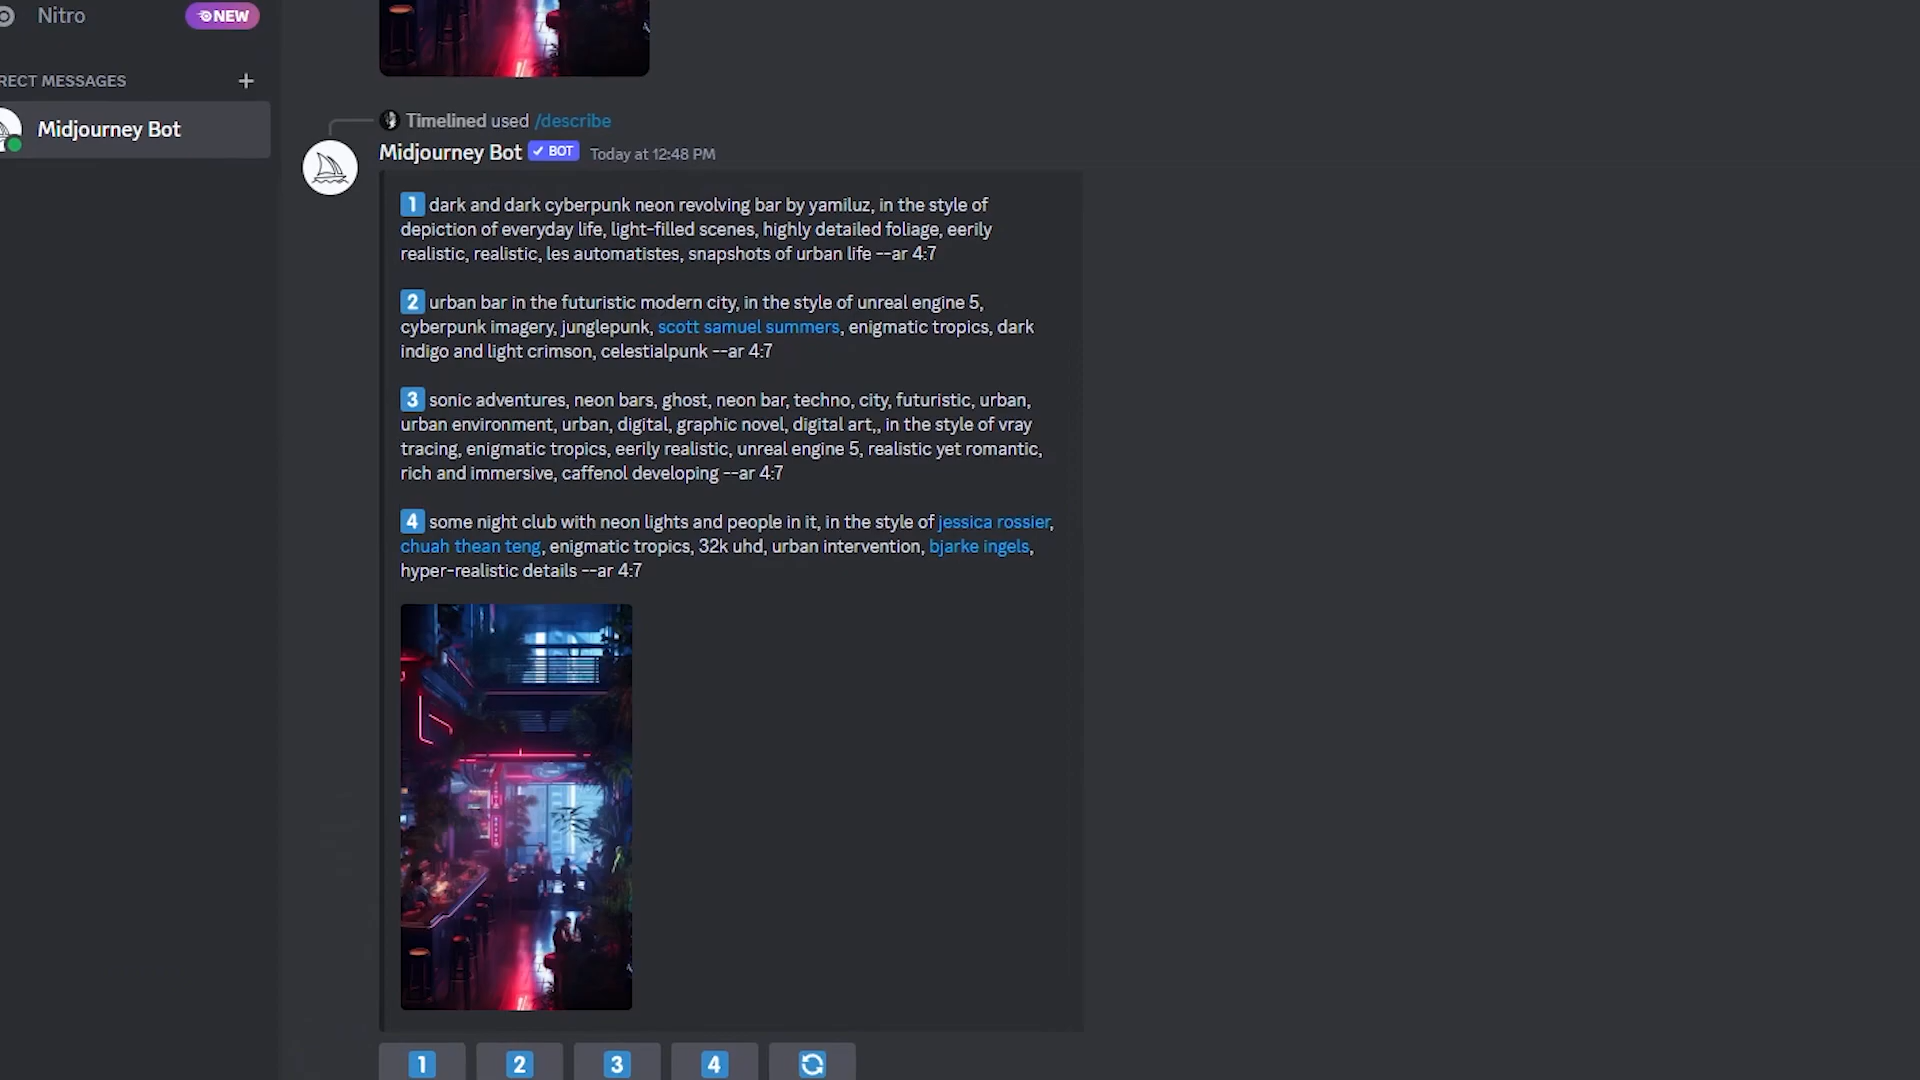 Nitro
NEW
RECT MESSAGES
Midjourney Bot
Timelined used /describe
Midjourney Bot BOT Today at 12:48 PM
1 dark and dark cyberpunk neon revolving bar by yamiluz, in the style of
depiction of everyday life, light-filled scenes, highly detailed foliage, eerily
realistic, realistic, les automatistes, snapshots of urban life --ar 4:7
2 urban bar in the futuristic modern city, in the style of unreal engine 5,
cyberpunk imagery, junglepunk, scott samuel summers, enigmatic tropics, dark
indigo and light crimson, celestialpunk --ar 4:7
3 sonic adventures, neon bars, ghost, neon bar, techno, city, futuristic, urban,
urban environment, urban, digital, graphic novel, digital art,, in the style of vray
tracing, enigmatic tropics, eerily realistic, unreal engine 5, realistic yet romantic,
rich and immersive, caffenol developing --ar 4:7
4 some night club with neon lights and people in it, in the style of jessica rossier,
chuah thean teng, enigmatic tropics, 32k uhd, urban intervention, bjarke ingels,
hyper-realistic details --ar 4:7
1 2 3 4